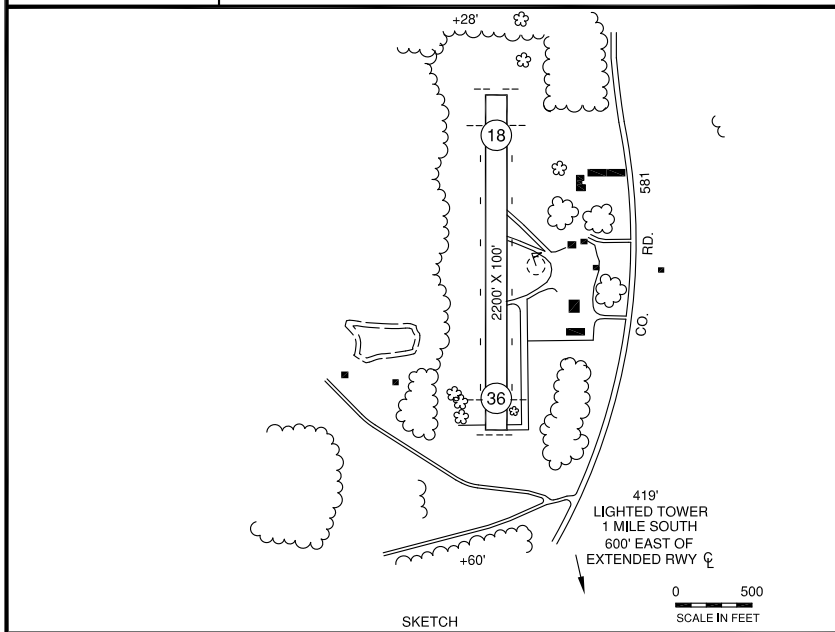 +28'
18
581
RD.
2200' X 100'
CO.
36
419'
LIGHTED TOWER
1 MILE SOUTH
600' EAST OF
EXTENDED RWY ℄
+60'
0 500
SCALE IN FEET
SKETCH